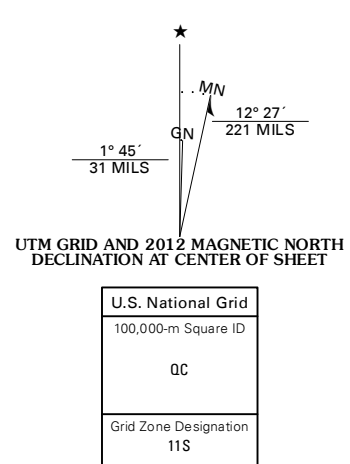 ★
MN
GN
12° 27´
221 MILS
1° 45´
31 MILS
UTM GRID AND 2012 MAGNETIC NORTH
DECLINATION AT CENTER OF SHEET
U.S. National Grid
100,000-m Square ID
QC
Grid Zone Designation
11S